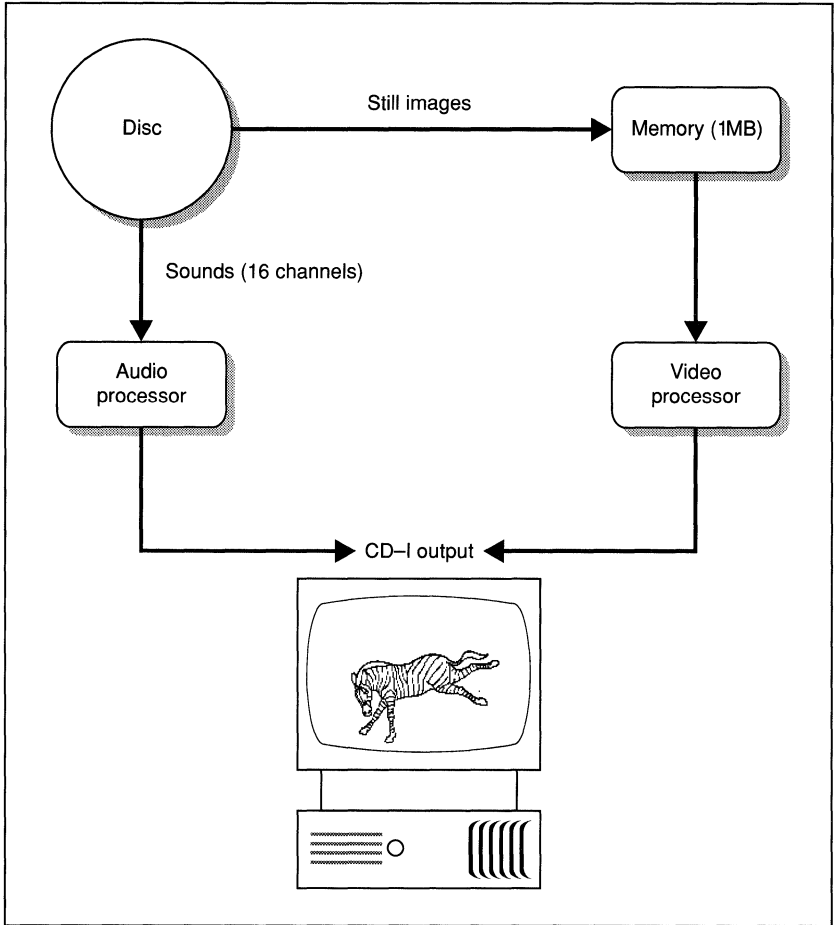 Still images
Disc
Memory (1MB)
Sounds (16 channels)
Audio
processor
Video
processor
CD–I output